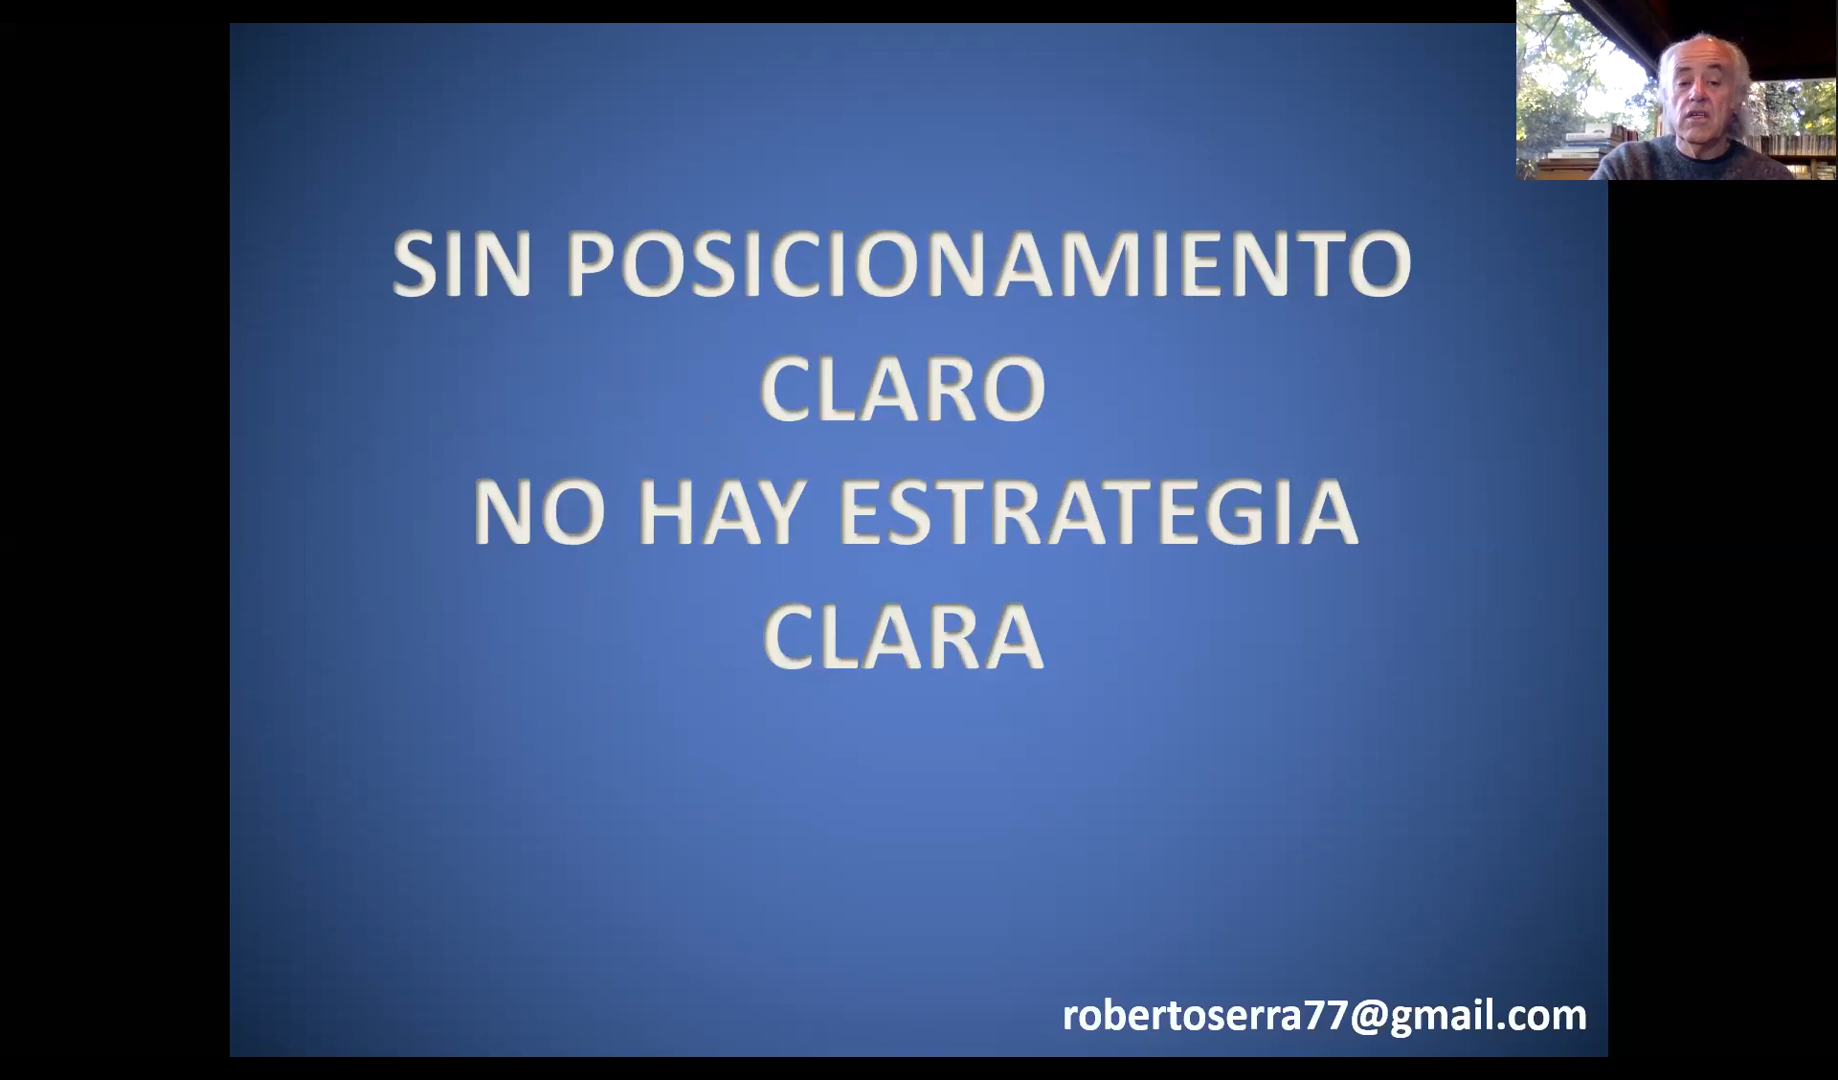 SIN POSICIONAMIENTO
CLARO
NO HAY ESTRATEGIA
CLARA
robertoserra77@gmail.com